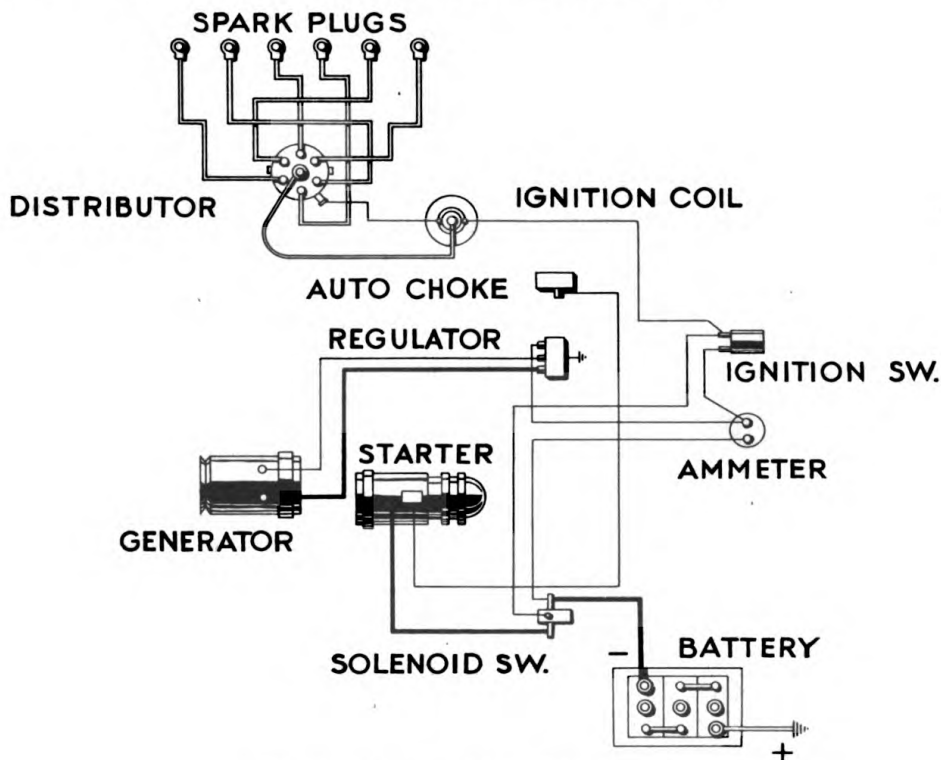 SPARK PLUGS
DISTRIBUTOR
IGNITION COIL
AUTO CHOKE
REGULATOR
IGNITION SW.
STARTER
AMMETER
GENERATOR
SOLENOID SW.
- BATTERY
+